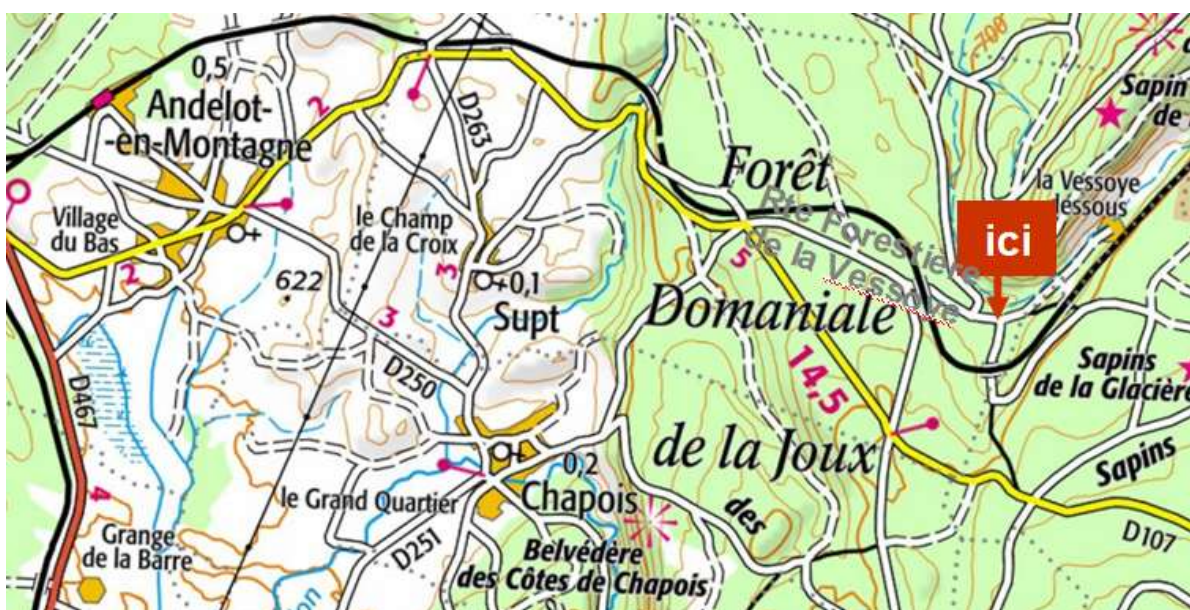 0,5
Andelot-
-en-Montagne
2
D263
Village
du Bas
2
le Champ
de la Croix
622
3
3
0,1
Supt
D250
D467
4
0,2
le Grand Quartier
Chapois
Grange
de la Barre
D251
Belvédère
des Côtes de Chapois
Forêt
Domaniale
de la Joux
Rte Forestière
de la Vessoye
5
14,5
des
Sapins
D107
700
Sapin
de
la Vessoye
dessous
ici
Sapins
de la Glacière